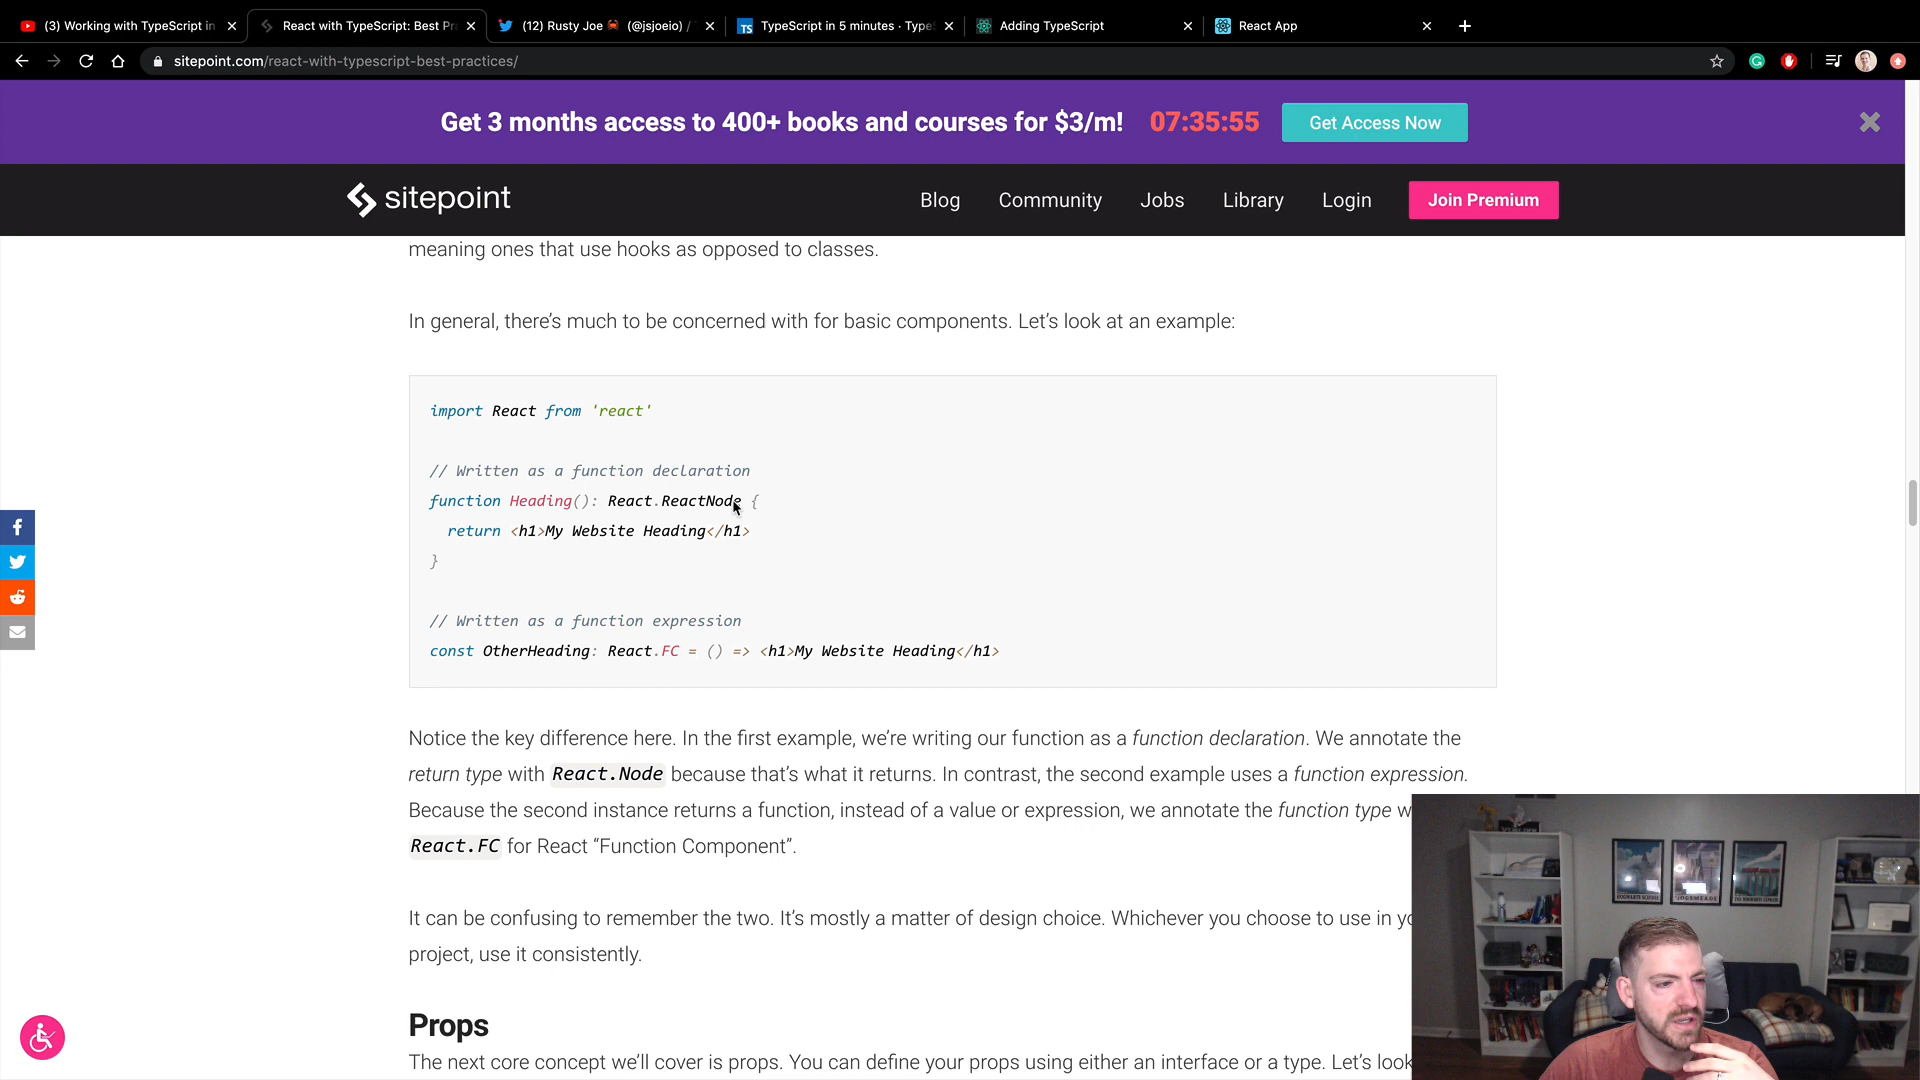 (3) Working with TypeScript in
React with TypeScript: Best Pr
(12) Rusty Joe 🦀 (@jsjoeio) /
TS TypeScript in 5 minutes · Type
Adding TypeScript
React App
sitepoint.com/react-with-typescript-best-practices/
Get 3 months access to 400+ books and courses for $3/m! 07:35:55 Get Access Now
sitepoint
Blog Community Jobs Library Login Join Premium
meaning ones that use hooks as opposed to classes.
In general, there’s much to be concerned with for basic components. Let’s look at an example:
import React from 'react'
// Written as a function declaration
function Heading(): React.ReactNode {
return <h1>My Website Heading</h1>
}
// Written as a function expression
const OtherHeading: React.FC = () => <h1>My Website Heading</h1>
Notice the key difference here. In the first example, we’re writing our function as a function declaration. We annotate the
return type with React.Node because that’s what it returns. In contrast, the second example uses a function expression.
Because the second instance returns a function, instead of a value or expression, we annotate the function type w
React.FC for React “Function Component”.
It can be confusing to remember the two. It’s mostly a matter of design choice. Whichever you choose to use in yo
project, use it consistently.
Props
The next core concept we’ll cover is props. You can define your props using either an interface or a type. Let’s look